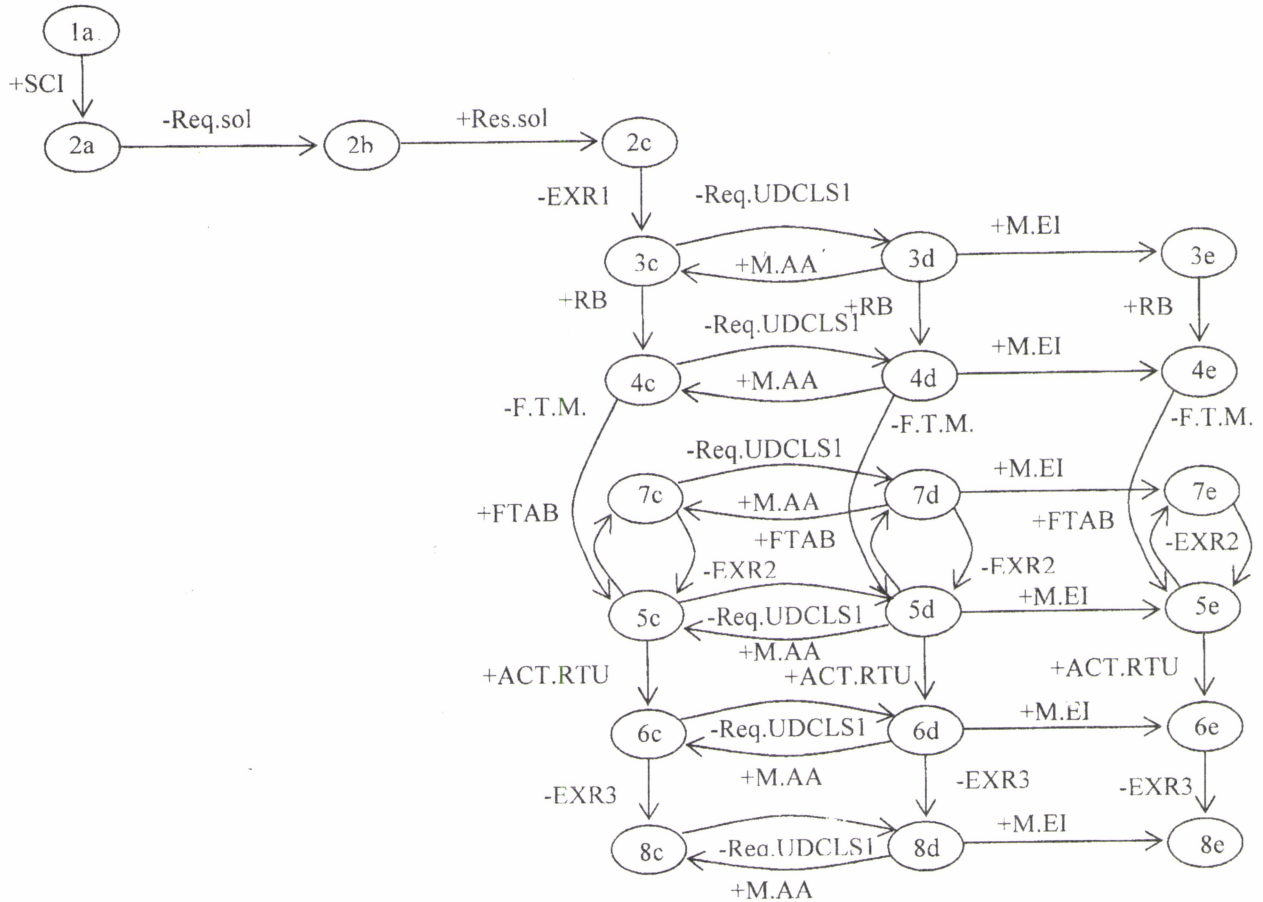 1a
+SCI
-Req.sol
+Res.sol
2a
2b
2c
-EXR1
-Req.UDCLS1
+M.EI
3c
+M.AA
3d
3e
+RB
+RB
+RB
-Req.UDCLS1
+M.EI
4c
+M.AA
4d
4e
-F.T.M.
-F.T.M.
-F.T.M.
-Req.UDCLS1
+M.EI
7c
+M.AA
7d
7e
+FTAB
+FTAB
+FTAB
-EXR2
-EXR2
-EXR2
5c
-Req.UDCLS1
5d
+M.EI
5e
+M.AA
+ACT.RTU
+ACT.RTU
+ACT.RTU
6c
-Req.UDCLS1
6d
+M.EI
6e
+M.AA
-EXR3
-EXR3
-EXR3
8c
-Req.UDCLS1
8d
+M.EI
8e
+M.AA